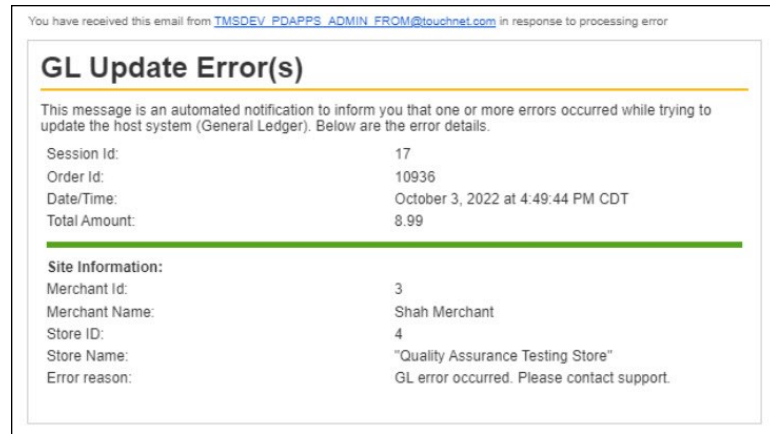 You have received this email from TMSDEV_PDAPPS_ADMIN_FROM@touchnet.com in response to processing error
GL Update Error(s)
This message is an automated notification to inform you that one or more errors occurred while trying to
update the host system (General Ledger). Below are the error details.
Session Id: 17
Order Id: 10936
Date/Time: October 3, 2022 at 4:49:44 PM CDT
Total Amount: 8.99
Site Information:
Merchant Id: 3
Merchant Name: Shah Merchant
Store ID: 4
Store Name: "Quality Assurance Testing Store"
Error reason: GL error occurred. Please contact support.